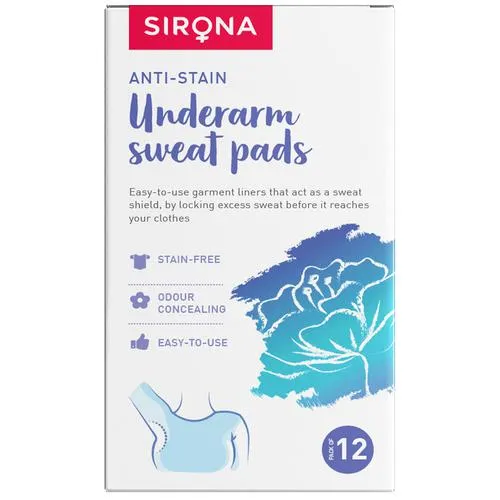 SIRONA
ANTI-STAIN
Underarm
sweat pads
Easy-to-use garment liners that act as a sweat
shield, by locking excess sweat before it reaches
your clothes
STAIN-FREE
ODOUR
CONCEALING
EASY-TO-USE
PACK OF
12